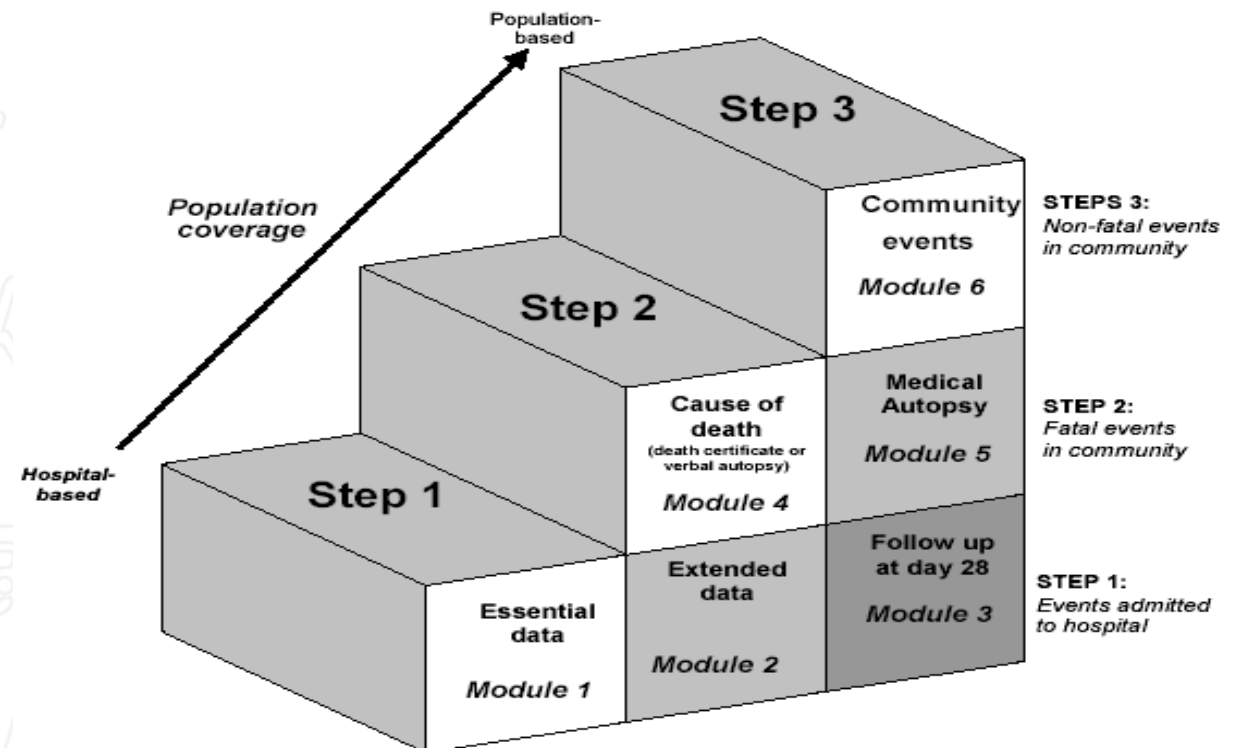 Population-
based
Step 3
Population
coverage
Community
events
Module 6
STEPS 3:
Non-fatal events
in community
Step 2
Cause of
death
(death certificate or
verbal autopsy)
Module 4
Medical
Autopsy
Module 5
STEP 2:
Fatal events
in community
Hospital-
based
Step 1
Essential
data
Module 1
Extended
data
Module 2
Follow up
at day 28
Module 3
STEP 1:
Events admitted
to hospital